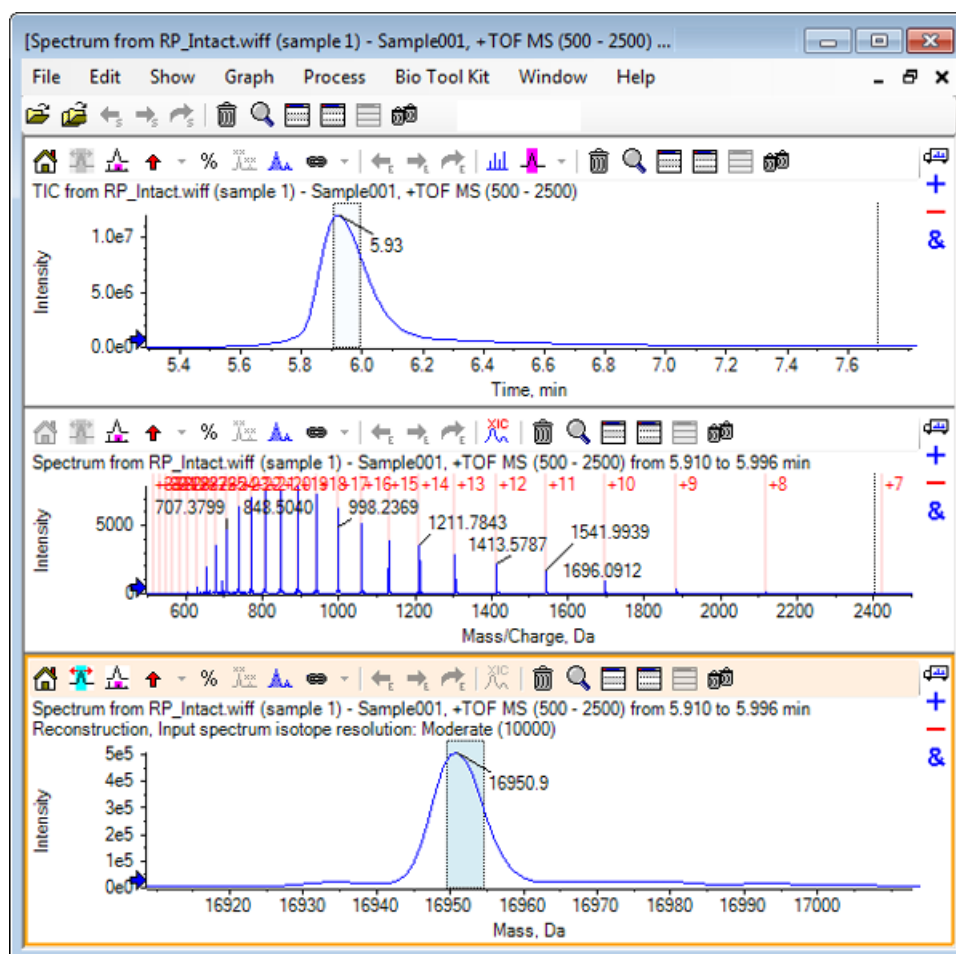 [Spectrum from RP_Intact.wiff (sample 1) - Sample001, +TOF MS (500 - 2500) ...
File Edit Show Graph Process Bio Tool Kit Window Help
TIC from RP_Intact.wiff (sample 1) - Sample001, +TOF MS (500 - 2500)
5.93
1.0e7
5.0e6
0.0e0
Intensity
5.4 5.6 5.8 6.0 6.2 6.4 6.6 6.8 7.0 7.2 7.4 7.6
Time, min
XIC
Spectrum from RP_Intact.wiff (sample 1) - Sample001, +TOF MS (500 - 2500) from 5.910 to 5.996 min
+18 +17 +16 +15 +14 +13 +12 +11 +10 +9 +8 +7
707.3799 848.5040 998.2369
1211.7843
1413.5787
1541.9939
1696.0912
5000
0
Intensity
600 800 1000 1200 1400 1600 1800 2000 2200 2400
Mass/Charge, Da
XIC
Spectrum from RP_Intact.wiff (sample 1) - Sample001, +TOF MS (500 - 2500) from 5.910 to 5.996 min
Reconstruction, Input spectrum isotope resolution: Moderate (10000)
16950.9
5e5
4e5
3e5
2e5
1e5
0e0
Intensity
16920 16930 16940 16950 16960 16970 16980 16990 17000
Mass, Da